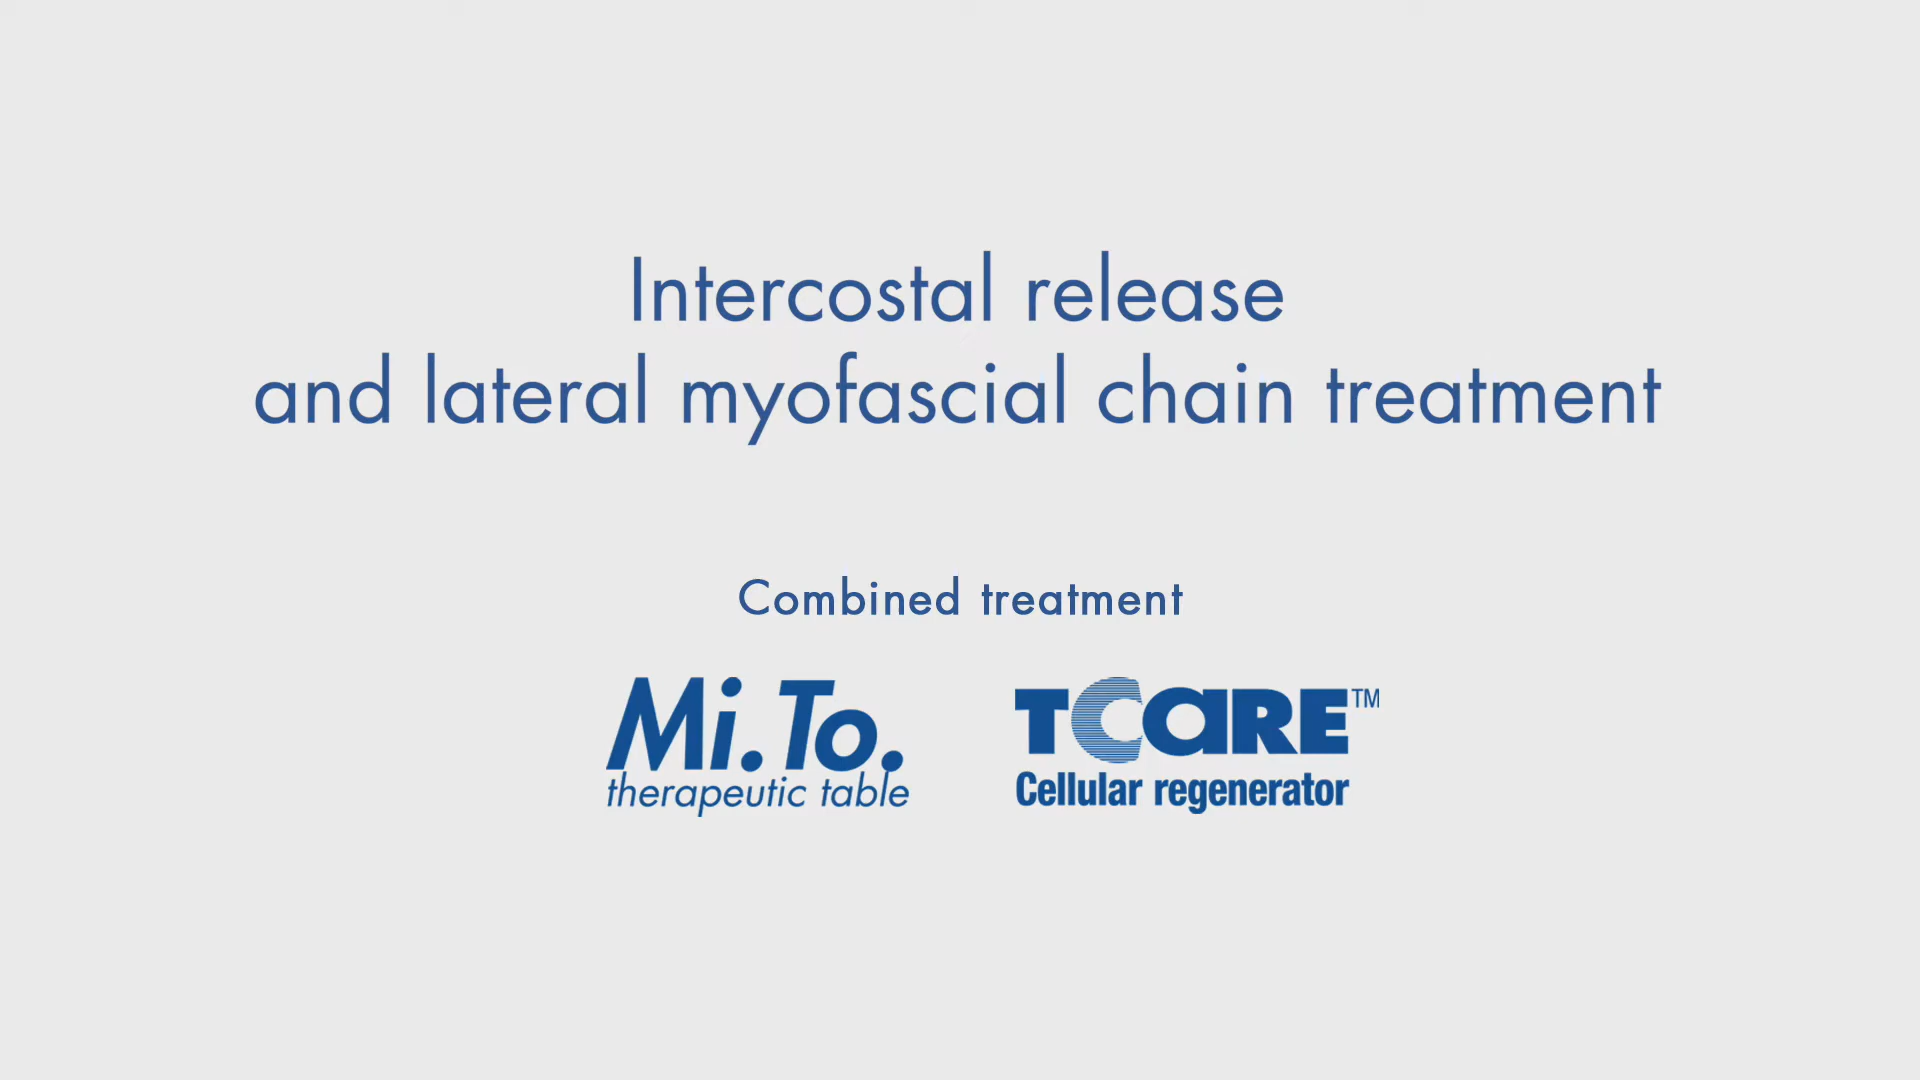 Intercostal release
and lateral myofascial chain treatment
Combined treatment
Mi.To.
therapeutic table
TCARE™
Cellular regenerator